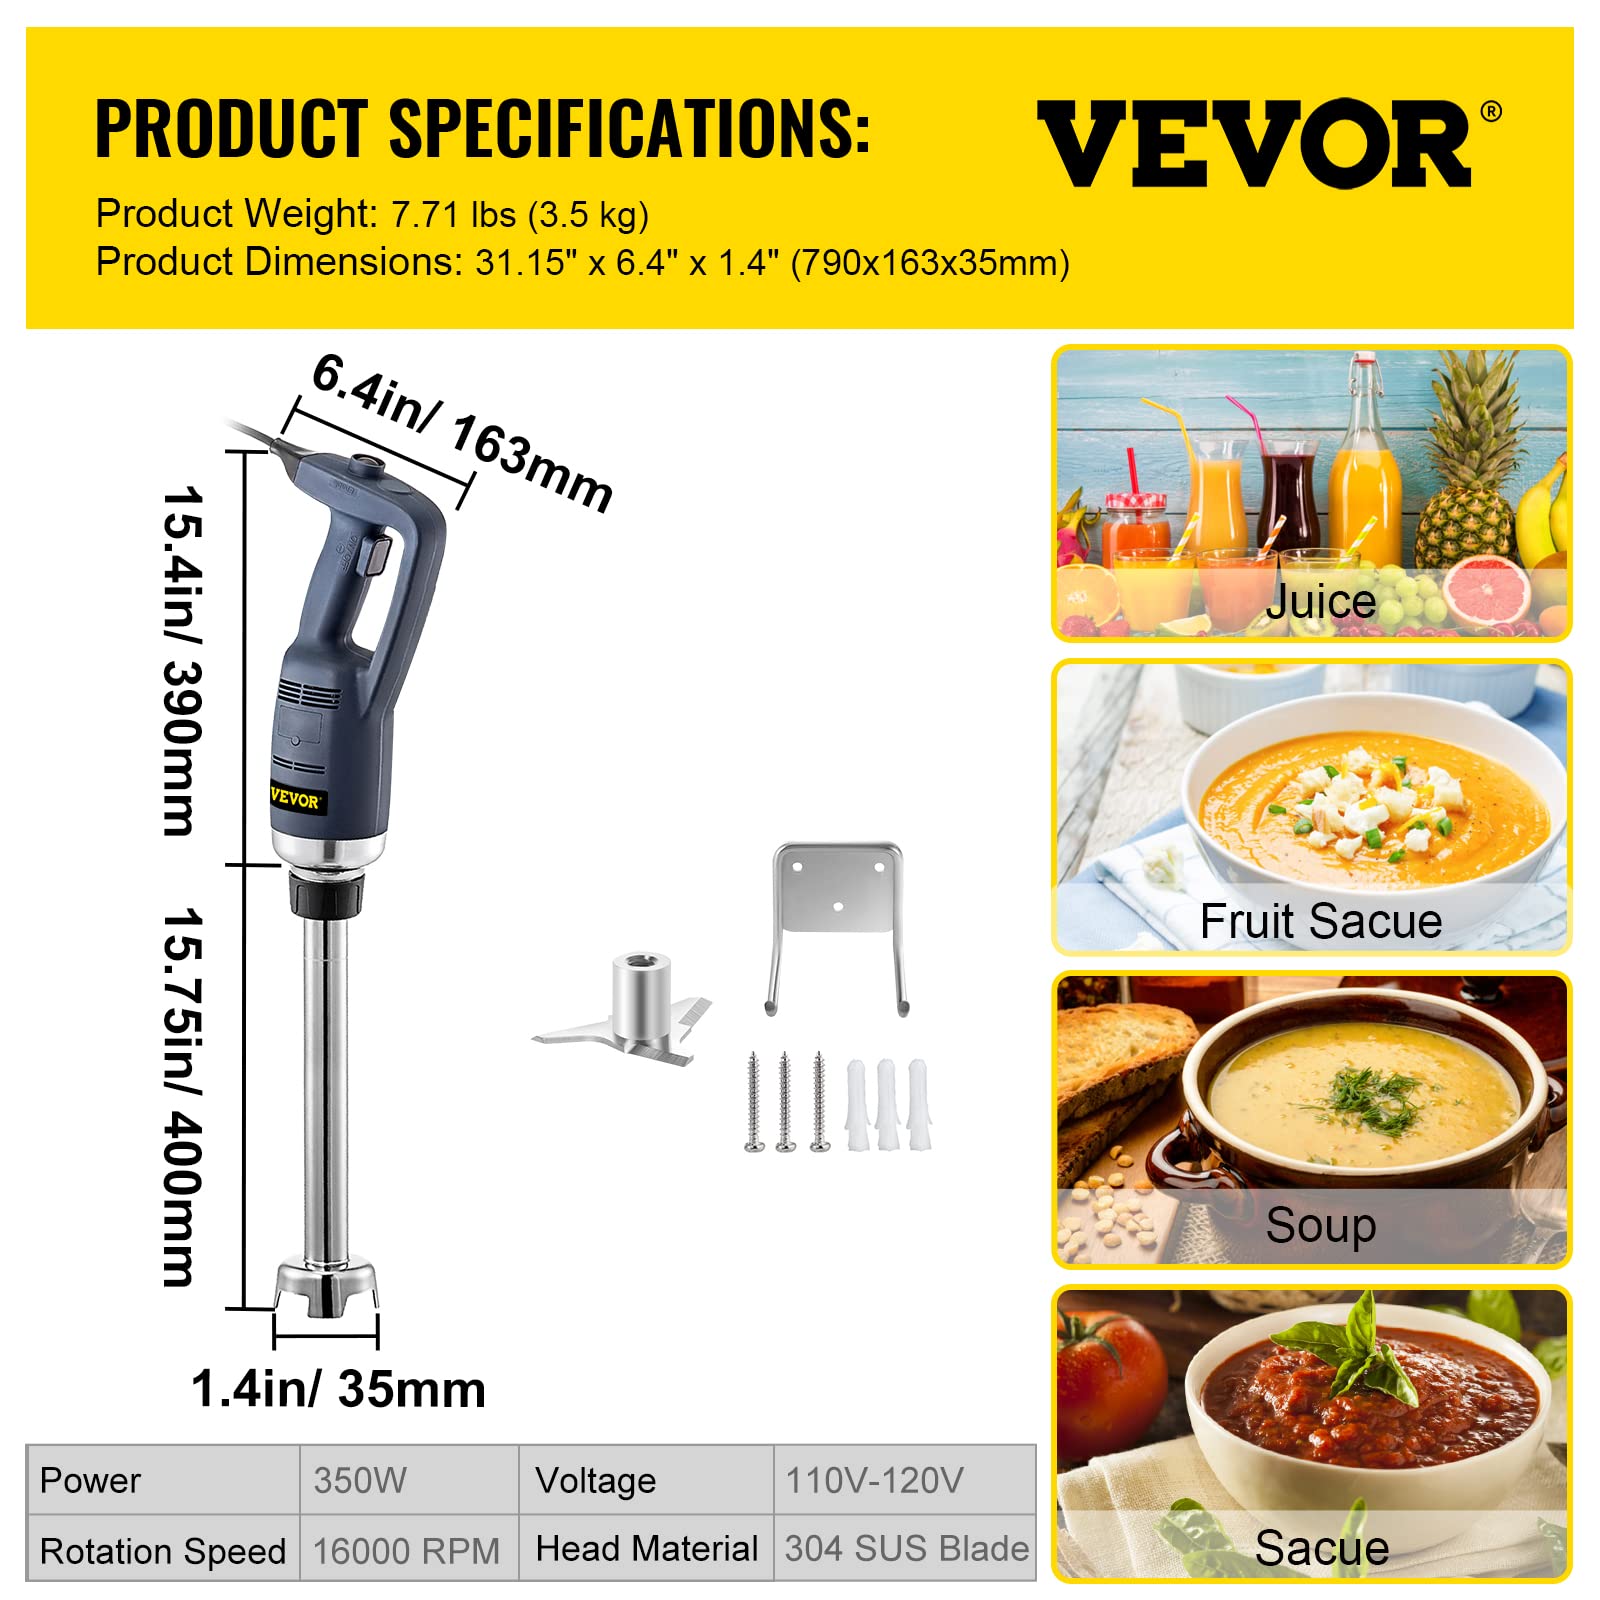 PRODUCT SPECIFICATIONS:
VEVOR®
Product Weight: 7.71 lbs (3.5 kg)
Product Dimensions: 31.15" x 6.4" x 1.4" (790x163x35mm)
6.4in/ 163mm
15.4in/ 390mm
ON/OFF
VEVOR
15.75in/ 400mm
1.4in/ 35mm
Juice
Fruit Sacue
Soup
Sacue
Power 350W Voltage 110V-120V
Rotation Speed 16000 RPM Head Material 304 SUS Blade